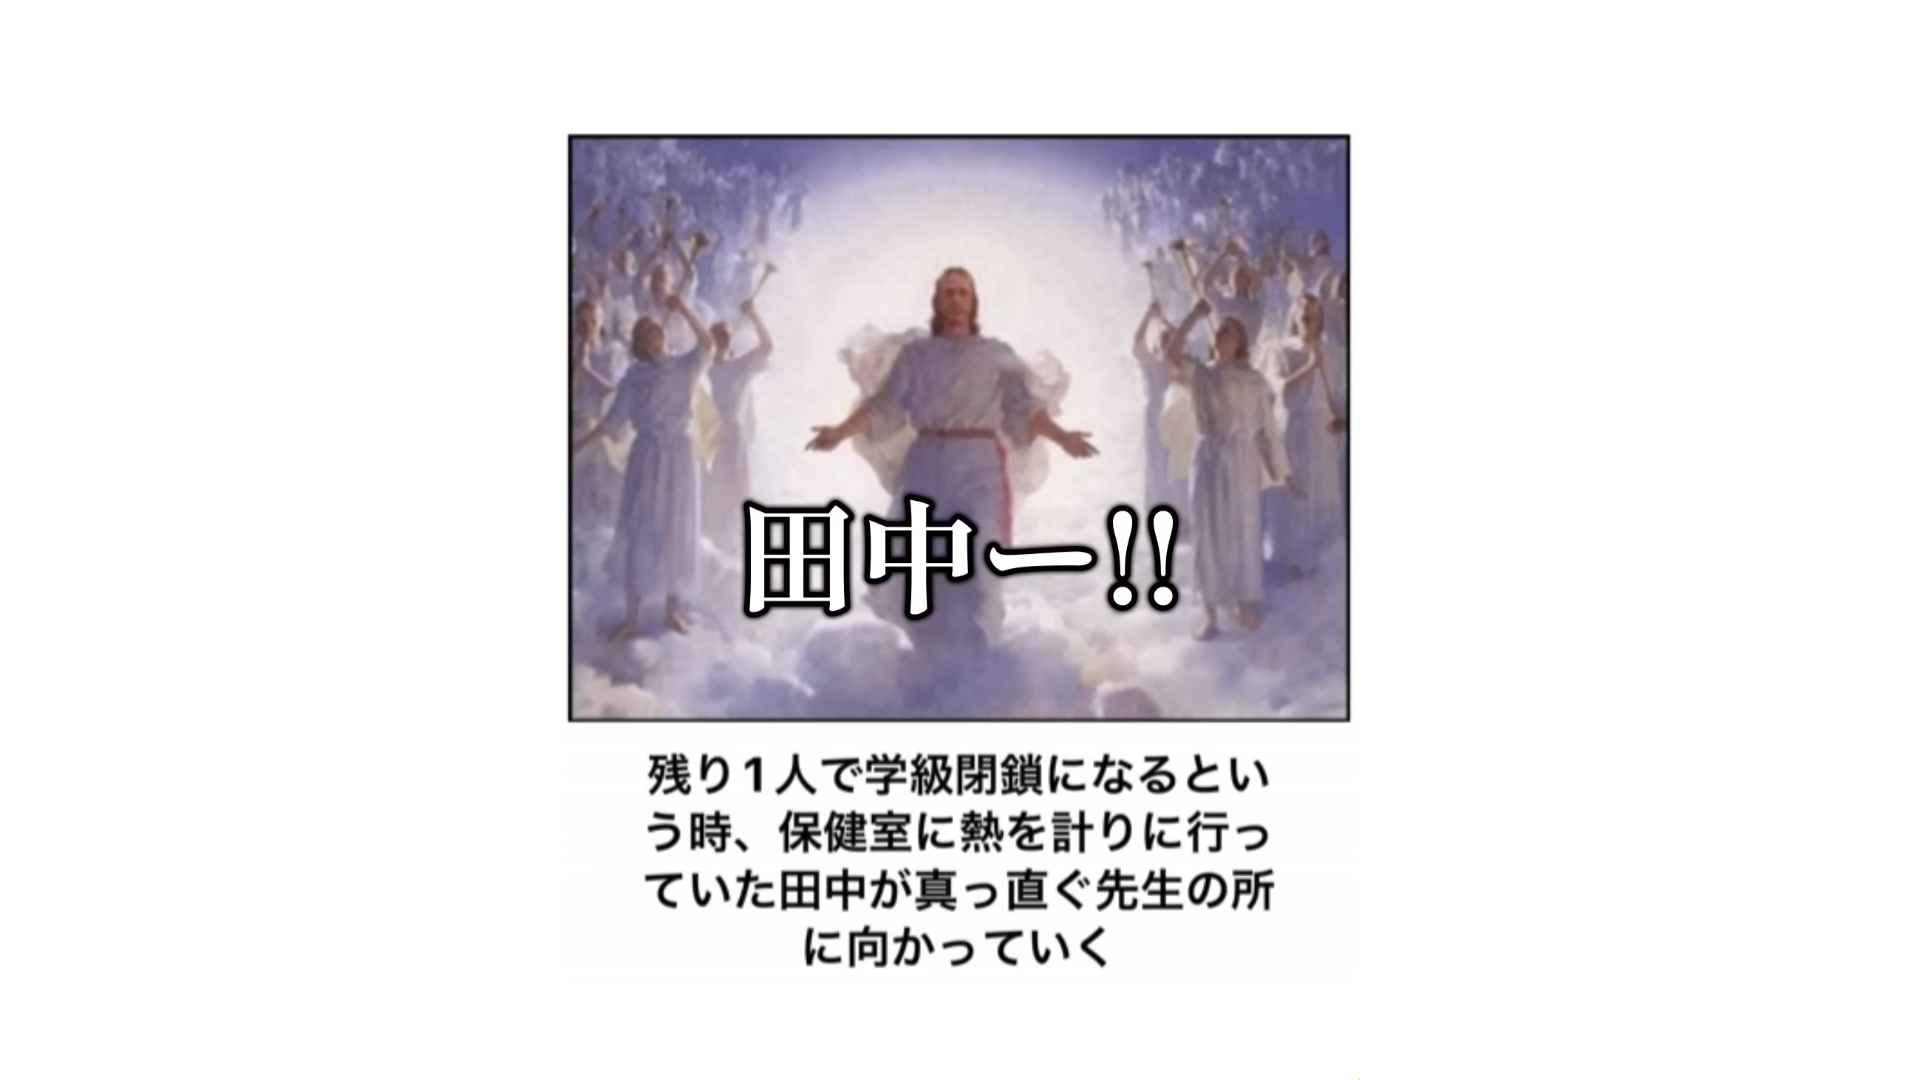 田中ー!!
残り1人で学級閉鎖になるとい
う時、保健室に熱を計りに行っ
ていた田中が真っ直ぐ先生の所
に向かっていく